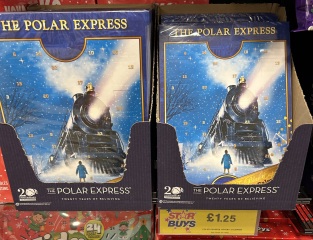 THE POLAR EXPRESS
THE POLAR EXPRESS
20
THE POLAR EXPRESS
TWENTY YEARS OF BELIEVING
20
THE POLAR EXPRESS
TWENTY YEARS OF BELIEVING
STAR
BUYS
£1.25